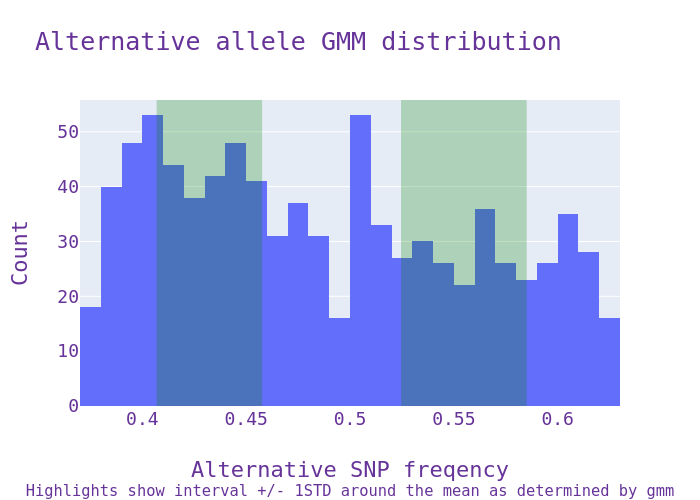 Alternative allele GMM distribution
50
40
30
20
10
0
Count
0.4 0.45 0.5 0.55 0.6
Alternative SNP freqency
Highlights show interval +/- 1STD around the mean as determined by gmm